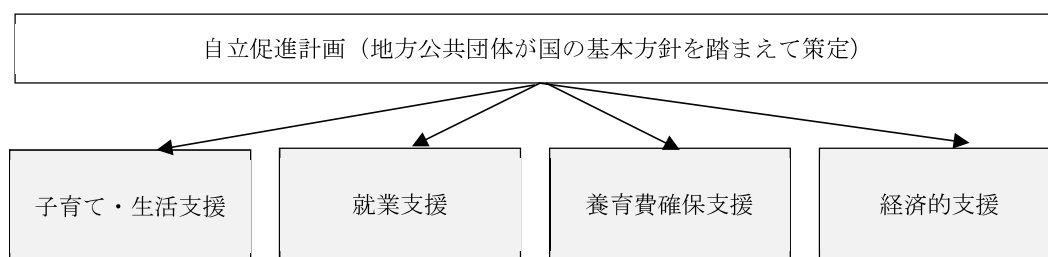 自立促進計画（地方公共団体が国の基本方針を踏まえて策定）
子育て・生活支援
就業支援
養育費確保支援
経済的支援